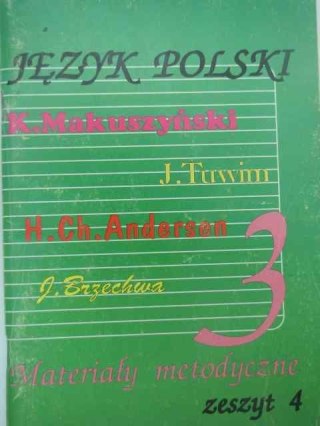 JĘZYK POLSKI
K.Makuszyński
J.Tuwim
H.Ch.Andersen
J.Brzechwa
3
Materiały metodyczne
zeszyt 4